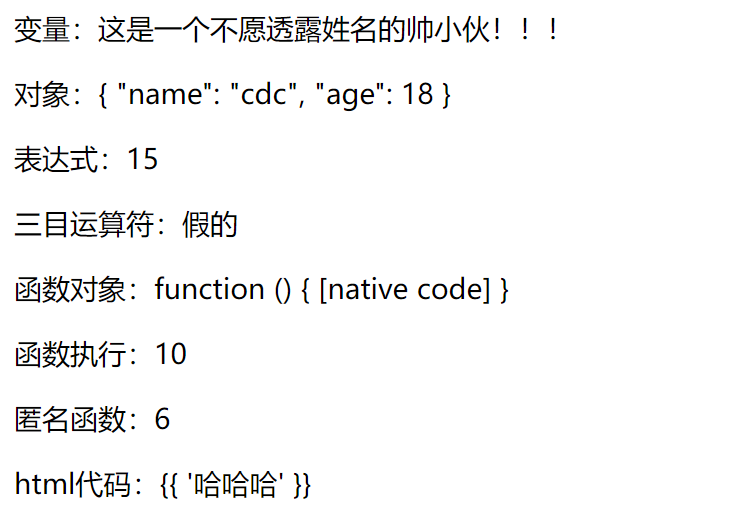 变量：这是一个不愿透露姓名的帅小伙！！！
对象：{ "name": "cdc", "age": 18 }
表达式：15
三目运算符：假的
函数对象：function () { [native code] }
函数执行：10
匿名函数：6
html代码：{{ '哈哈哈' }}